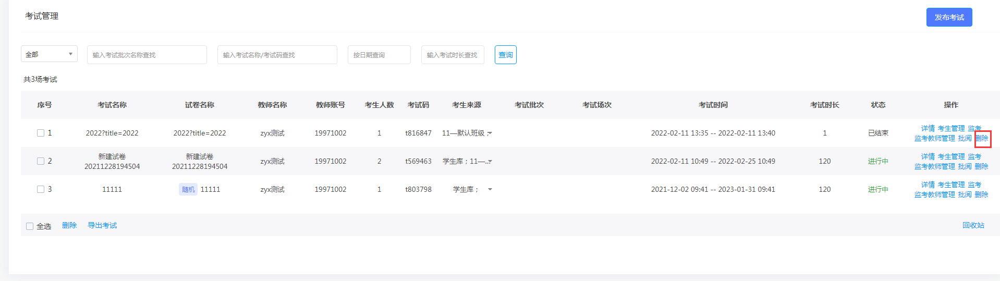 考试管理
发布考试
全部 输入考试批次名称查找 输入考试名称/考试码查找 按日期查询 输入考试时长查找 查询
共3场考试
序号 考试名称 试卷名称 教师名称 教师账号 考生人数 考试码 考生来源 考试批次 考试场次 考试时间 考试时长 状态 操作
1 2022?title=2022 2022?title=2022 zyx测试 19971002 1 t816847 11—默认班级； 2022-02-11 13:35 -- 2022-02-11 13:40 1 已结束 详情 考生管理 监考
监考教师管理 批阅 删除
2 新建试卷 新建试卷 zyx测试 19971002 2 t569463 学生库；11—... 2022-02-11 10:49 -- 2022-02-25 10:49 120 进行中 详情 考生管理 监考
20211228194504 20211228194504 监考教师管理 批阅 删除
3 11111 随机 11111 zyx测试 19971002 1 t803798 学生库； 2021-12-02 09:41 -- 2023-01-31 09:41 120 进行中 详情 考生管理 监考
监考教师管理 批阅 删除
全选 删除 导出考试 回收站